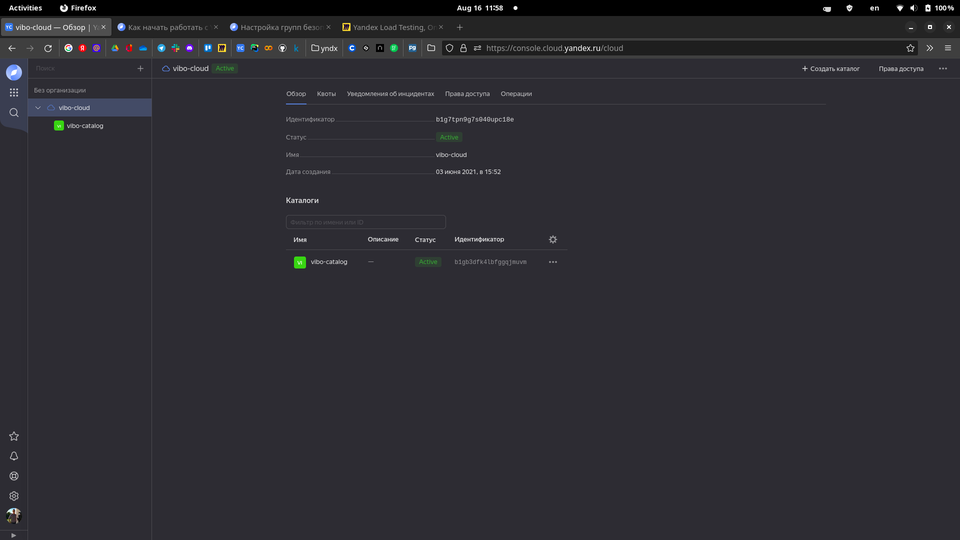 Activities Firefox Aug 16 11:58 en 100%
vibo-cloud — Обзор | Y Как начать работать с Настройка групп безоп Yandex Load Testing, О
yndx https://console.cloud.yandex.ru/cloud
Поиск vibo-cloud Active Создать каталог Права доступа
Без организации
vibo-cloud
vibo-catalog
Обзор Квоты Уведомления об инцидентах Права доступа Операции
Идентификатор b1g7tpn9g7s040upc18e
Статус Active
Имя vibo-cloud
Дата создания 03 июня 2021, в 15:52
Каталоги
Фильтр по имени или ID
Имя Описание Статус Идентификатор
vibo-catalog — Active b1gb3dfk4lbfggqjmuvm